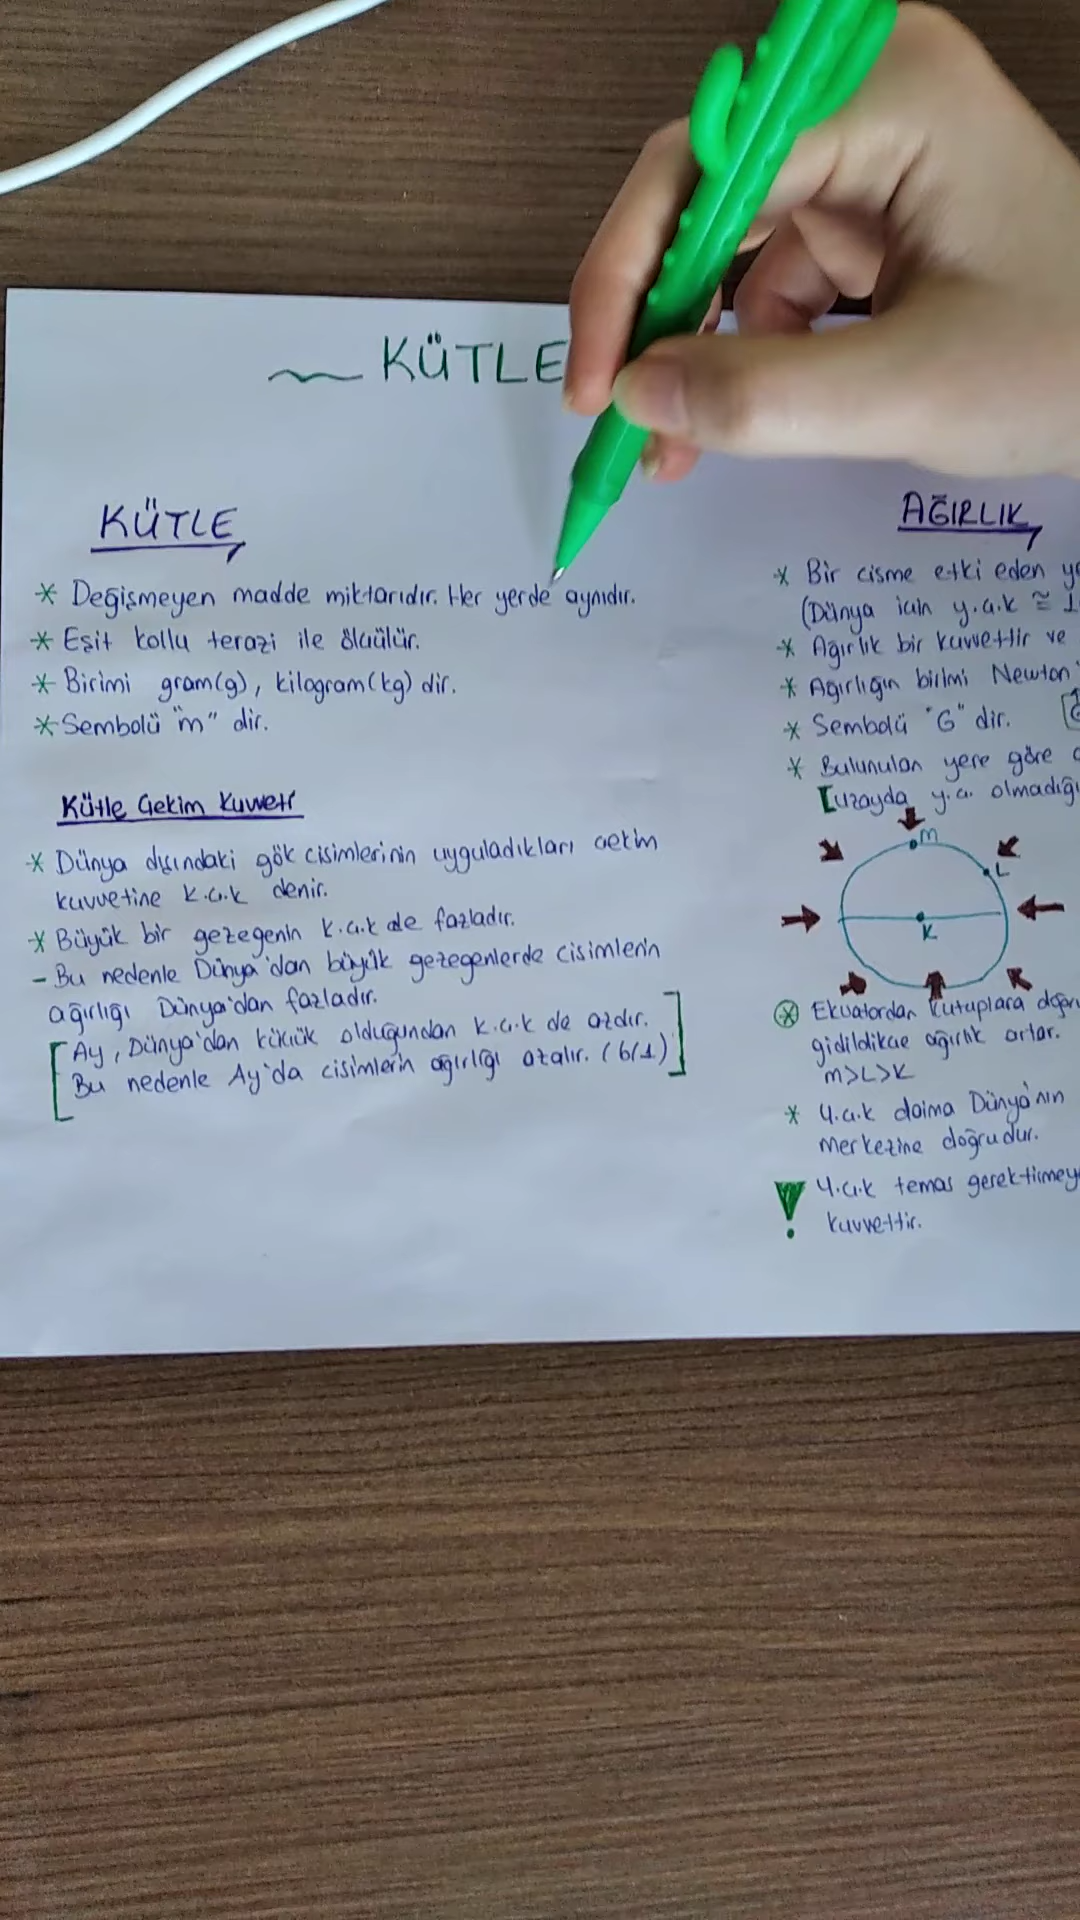 KÜTLE
KÜTLE
* Değişmeyen madde miktarıdır. Her yerde aynıdır.
* Eşit kollu terazi ile ölçülür.
* Birimi gram(g), kilogram(kg) dir.
* Sembolü "m" dir.
Kütle Çekim Kuvveti
* Dünya dışındaki gök cisimlerinin uyguladıkları çekim
kuvvetine k.ç.k denir.
* Büyük bir gezegenin k.ç.k de fazladır.
- Bu nedenle Dünya'dan büyük gezegenlerde cisimlerin
ağırlığı Dünya'dan fazladır.
[Ay, Dünya'dan küçük olduğundan k.ç.k de azdır.
Bu nedenle Ay'da cisimlerin ağırlığı azalır. (6/1)]
AĞIRLIK
* Bir cisme etki eden
(Dünya için y.ç.k ≅
* Ağırlık bir kuvvettir ve
* Ağırlığın birimi Newton
* Sembolü "G" dir.
* Bulunulan yere göre
[uzayda y.ç. olmadığı
m
L
K
* Ekvatordan kutuplara doğru
gidildikçe ağırlık artar.
m>L>K
* Y.ç.k daima Dünya'nın
merkezine doğrudur.
! Y.ç.k temas gerektirmey
kuvvettir.